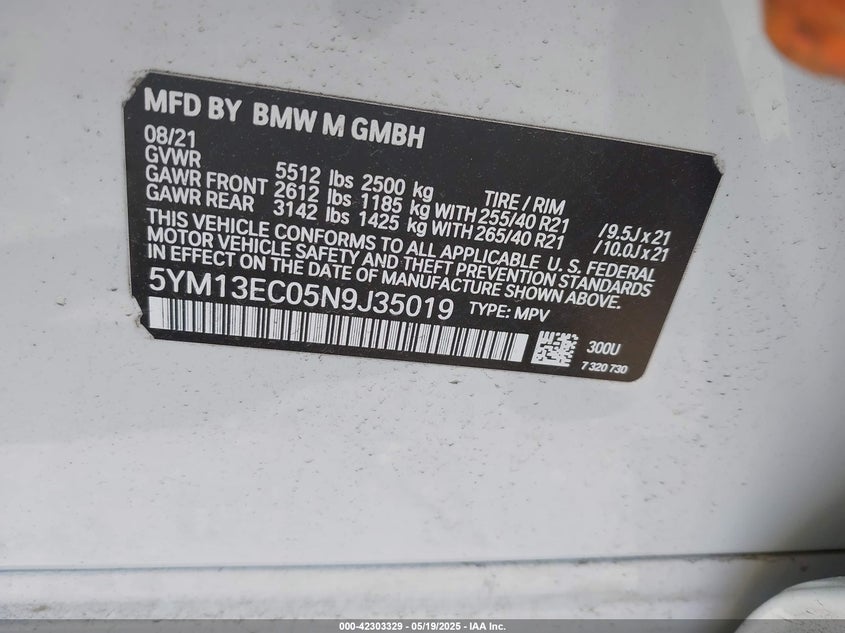 MFD BY BMW M GMBH
08/21
GVWR 5512 lbs 2500 kg TIRE / RIM
GAWR FRONT 2612 lbs 1185 kg WITH 255/40 R21 /9.5J x 21
GAWR REAR 3142 lbs 1425 kg WITH 265/40 R21 /10.0J x 21
THIS VEHICLE CONFORMS TO ALL APPLICABLE U. S. FEDERAL
MOTOR VEHICLE SAFETY AND THEFT PREVENTION STANDARDS
IN EFFECT ON THE DATE OF MANUFACTURE SHOWN ABOVE.
5YM13EC05N9J35019 TYPE: MPV
300U
7 320 730
000-42303329 - 05/19/2025 - IAA Inc.